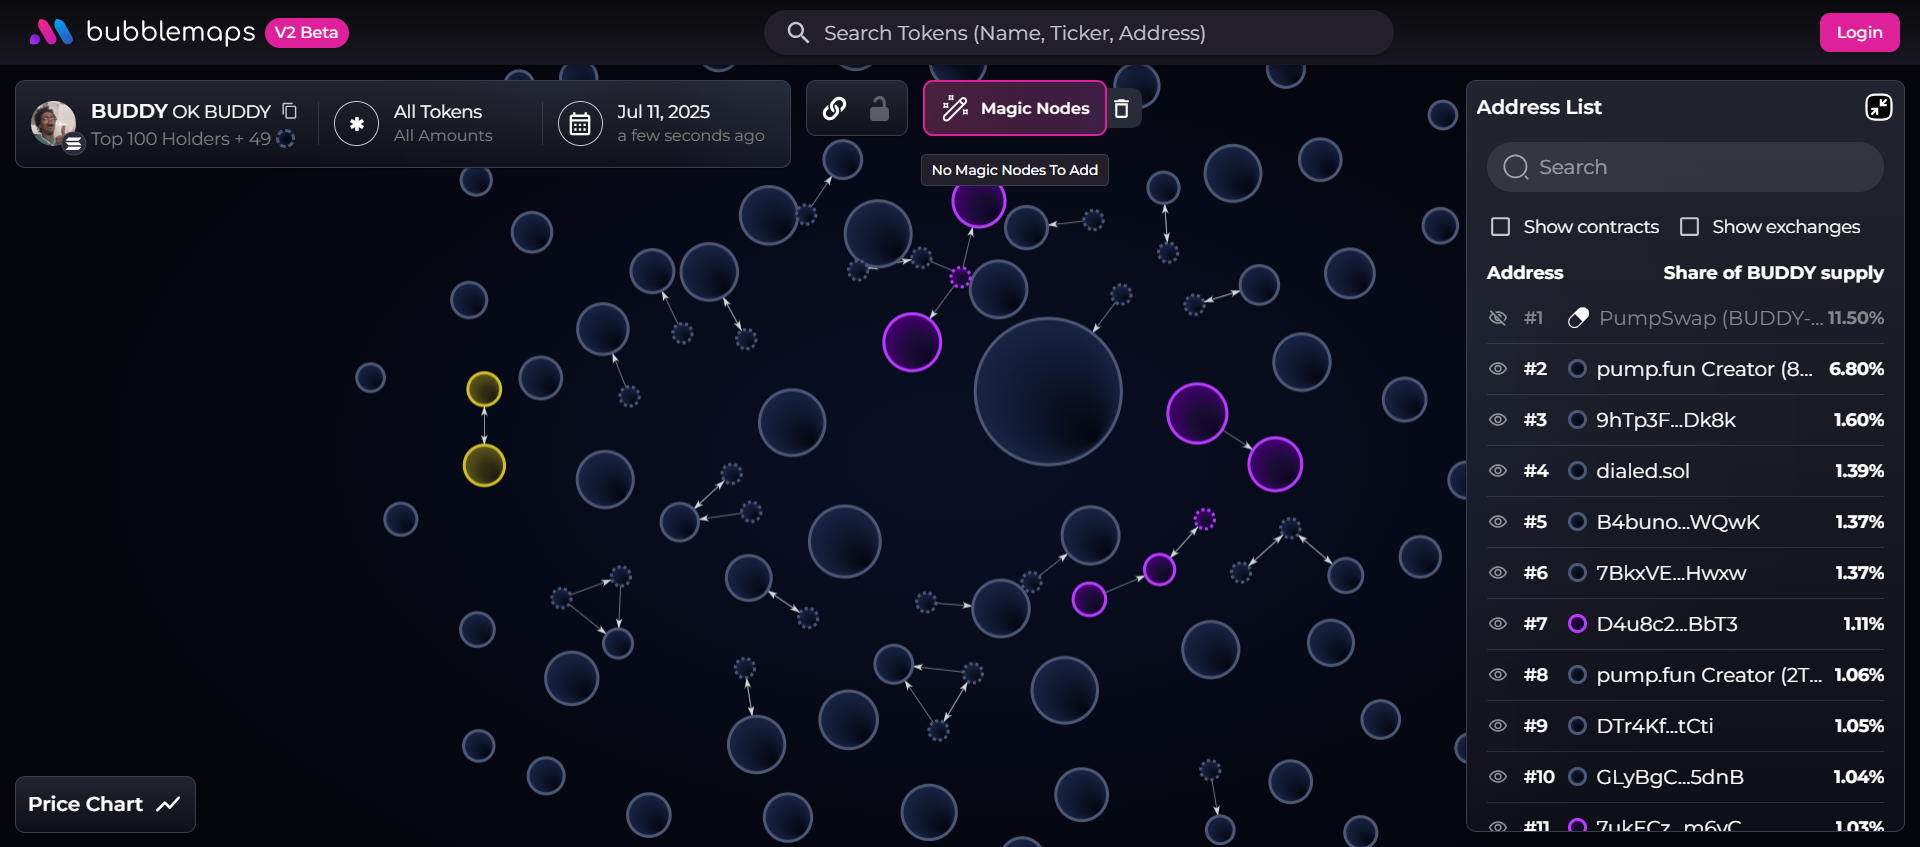 bubblemaps V2 Beta
Search Tokens (Name, Ticker, Address)
Login
BUDDY OK BUDDY
Top 100 Holders + 49
All Tokens
All Amounts
Jul 11, 2025
a few seconds ago
Magic Nodes
No Magic Nodes To Add
Address List
Search
Show contracts Show exchanges
Address Share of BUDDY supply
#1 PumpSwap (BUDDY-... 11.50%
#2 pump.fun Creator (8... 6.80%
#3 9hTp3F...Dk8k 1.60%
#4 dialed.sol 1.39%
#5 B4buno...WQwK 1.37%
#6 7BkxVE...Hwxw 1.37%
#7 D4u8c2...BbT3 1.11%
#8 pump.fun Creator (2T... 1.06%
#9 DTr4Kf...tCti 1.05%
#10 GLyBgC...5dnB 1.04%
#11 1.03%
Price Chart